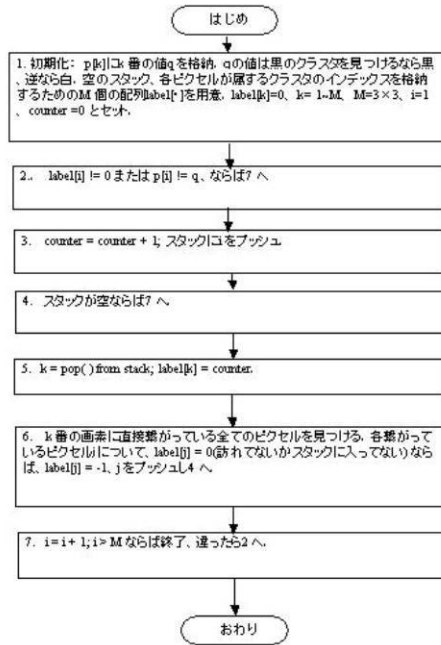 はじめ
1. 初期化: p[k]にk 番の値qを格納. qの値は黒のクラスタを見つけるなら黒
, 逆なら白. 空のスタック、各ピクセルが属するクラスタのインデックスを格納
するためのM 個の配列label[・]を用意. label[k]=0、k= 1~M、M=3×3、i=1
、counter =0 とセット.
2.. label[i] != 0 または p[i] != q、ならば7 へ
3. counter = counter + 1; スタックにiをプッシュ
4. スタックが空ならば7 へ.
5. k = pop( ) from stack; label[k] = counter.
6. k 番の画素に直接繋がっている全てのピクセルを見つける. 各繋がって
いるピクセルjについて、label[j] = 0(訪れてないかスタックに入ってない)なら
ば、label[j] = -1、jをプッシュし4 へ.
7. i= i + 1; i > M ならば終了、違ったら2 へ.
おわり